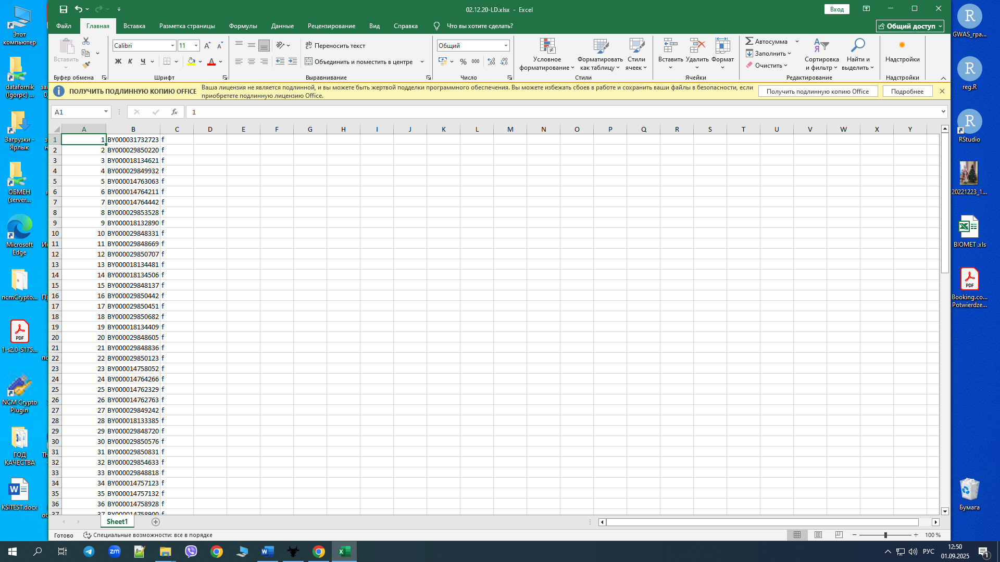 02.12.20-LD.xlsx - Excel
Вход
Файл Главная Вставка Разметка страницы Формулы Данные Рецензирование Вид Справка Что вы хотите сделать? Общий доступ
Вставить
Буфер обмена
Calibri 11
Ж К Ч
Шрифт
Переносить текст
Объединить и поместить в центре
Выравнивание
Общий
% 000
Число
Условное форматирование
Форматировать как таблицу
Стили ячеек
Стили
Вставить Удалить Формат
Ячейки
Автосумма
Заполнить
Очистить
Сортировка и фильтр
Найти и выделить
Редактирование
Надстройки
Надстройки
ПОЛУЧИТЬ ПОДЛИННУЮ КОПИЮ OFFICE
Ваша лицензия не является подлинной, и вы можете быть жертвой подделки программного обеспечения. Вы можете избежать сбоев в работе и сохранить ваши файлы в безопасности, если
приобретете подлинную лицензию Office.
Получить подлинную копию Office
Подробнее
A1 fx 1
A B C D E F G H I J K L M N O P Q R S T U V W X Y
1 1 BY000031732723 f
2 2 BY000029850220 f
3 3 BY000018134621 f
4 4 BY000029849932 f
5 5 BY000014763063 f
6 6 BY000014764211 f
7 7 BY000014764442 f
8 8 BY000029853528 f
9 9 BY000018132890 f
10 10 BY000029848331 f
11 11 BY000029848669 f
12 12 BY000029850707 f
13 13 BY000018134481 f
14 14 BY000018134506 f
15 15 BY000029848137 f
16 16 BY000029850442 f
17 17 BY000029850451 f
18 18 BY000029850682 f
19 19 BY000018134409 f
20 20 BY000029848605 f
21 21 BY000029848836 f
22 22 BY000029850123 f
23 23 BY000014758052 f
24 24 BY000014764266 f
25 25 BY000014762329 f
26 26 BY000014762763 f
27 27 BY000029849242 f
28 28 BY000018133385 f
29 29 BY000029848720 f
30 30 BY000029850576 f
31 31 BY000029850831 f
32 32 BY000029854633 f
33 33 BY000029848818 f
34 34 BY000014757123 f
35 35 BY000014757132 f
36 36 BY000014758928 f
37 37 BY000014758900 f
Sheet1
Готово Специальные возможности: все в порядке
100 %
Этот
компьютер
datafornik
(Igorpc) ...
Загрузки -
Ярлык
ОБМЕН
(server...
Microsoft
Edge
ncmCrypto...
PDF
1-s2.0-S175...
NCM Crypto
Plugin
ГОД
КАЧЕСТВА
KSITEST.docx
GWAS_гра...
reg.R
RStudio
20221223_1...
BIOMET .xls
PDF
Booking.co...
Potwierdze...
Бумага
zm
РУС
12:50
01.09.2025
1